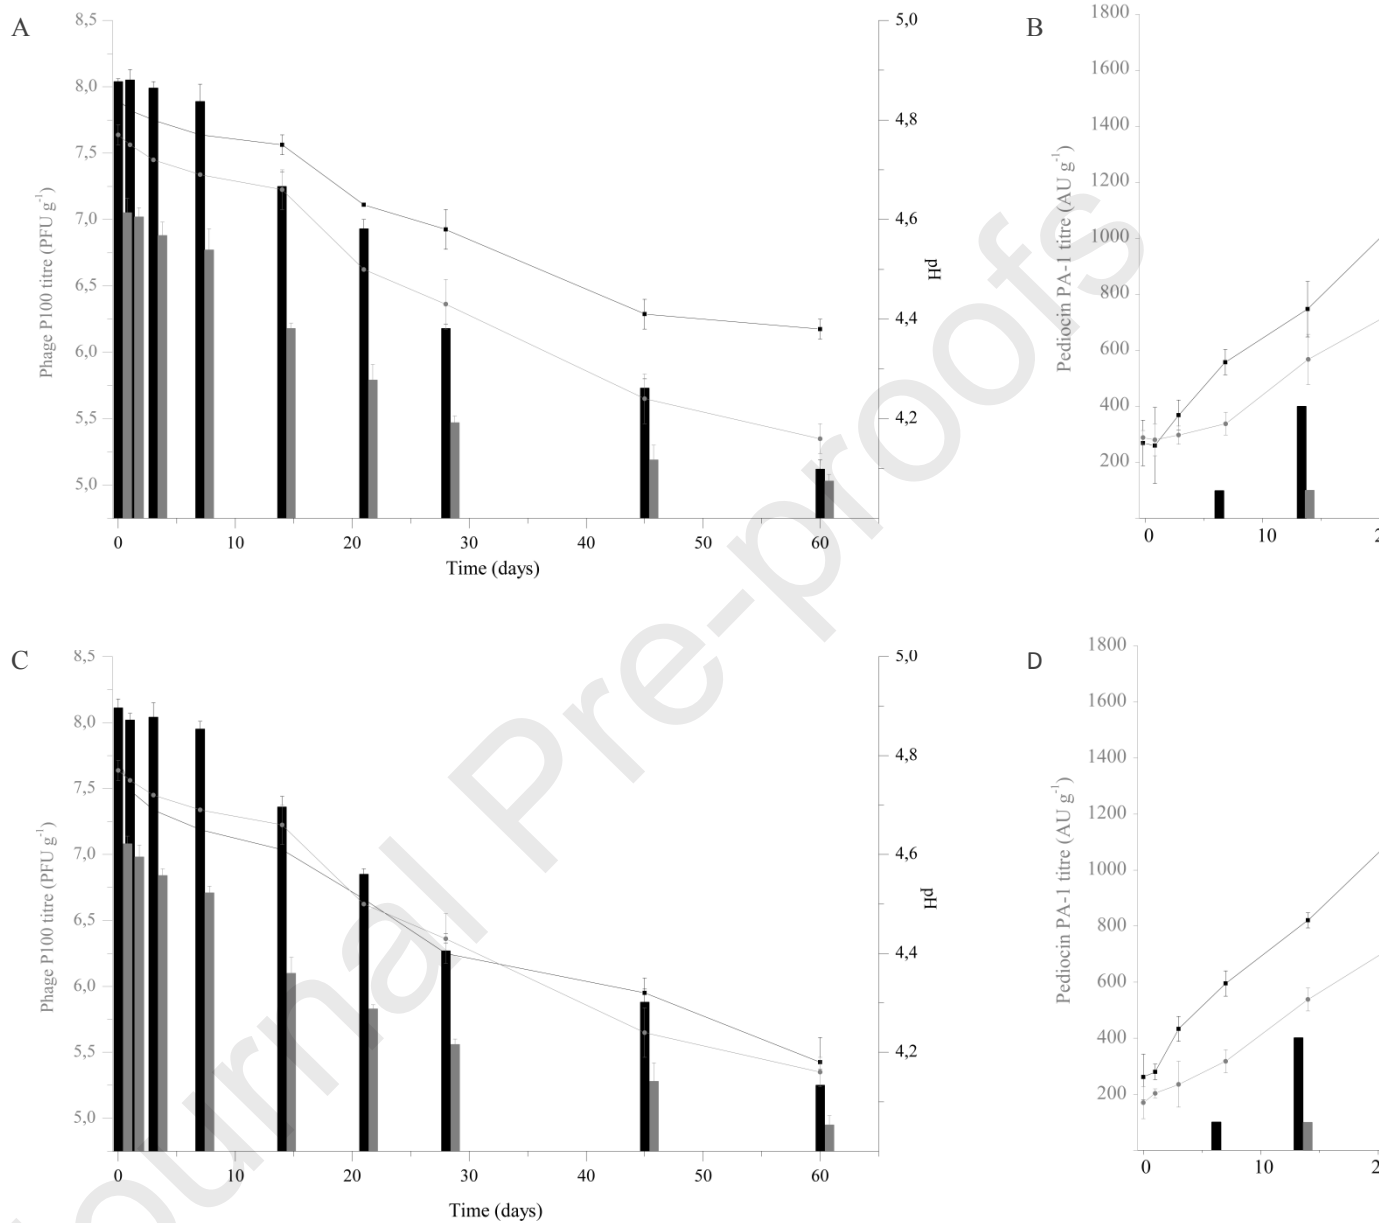 A
8,5
8,0
7,5
7,0
6,5
6,0
5,5
5,0
Phage P100 titre (PFU g-1)
0 10 20 30 40 50 60
Time (days)
5,0
4,8
4,6
4,4
4,2
pH
B
1800
1600
1400
1200
1000
800
600
400
200
Pediocin PA-1 titre (AU g-1)
0 10 2
C
8,5
8,0
7,5
7,0
6,5
6,0
5,5
5,0
Phage P100 titre (PFU g-1)
0 10 20 30 40 50 60
Time (days)
5,0
4,8
4,6
4,4
4,2
pH
D
1800
1600
1400
1200
1000
800
600
400
200
Pediocin PA-1 titre (AU g-1)
0 10 2
Journal Pre-proofs